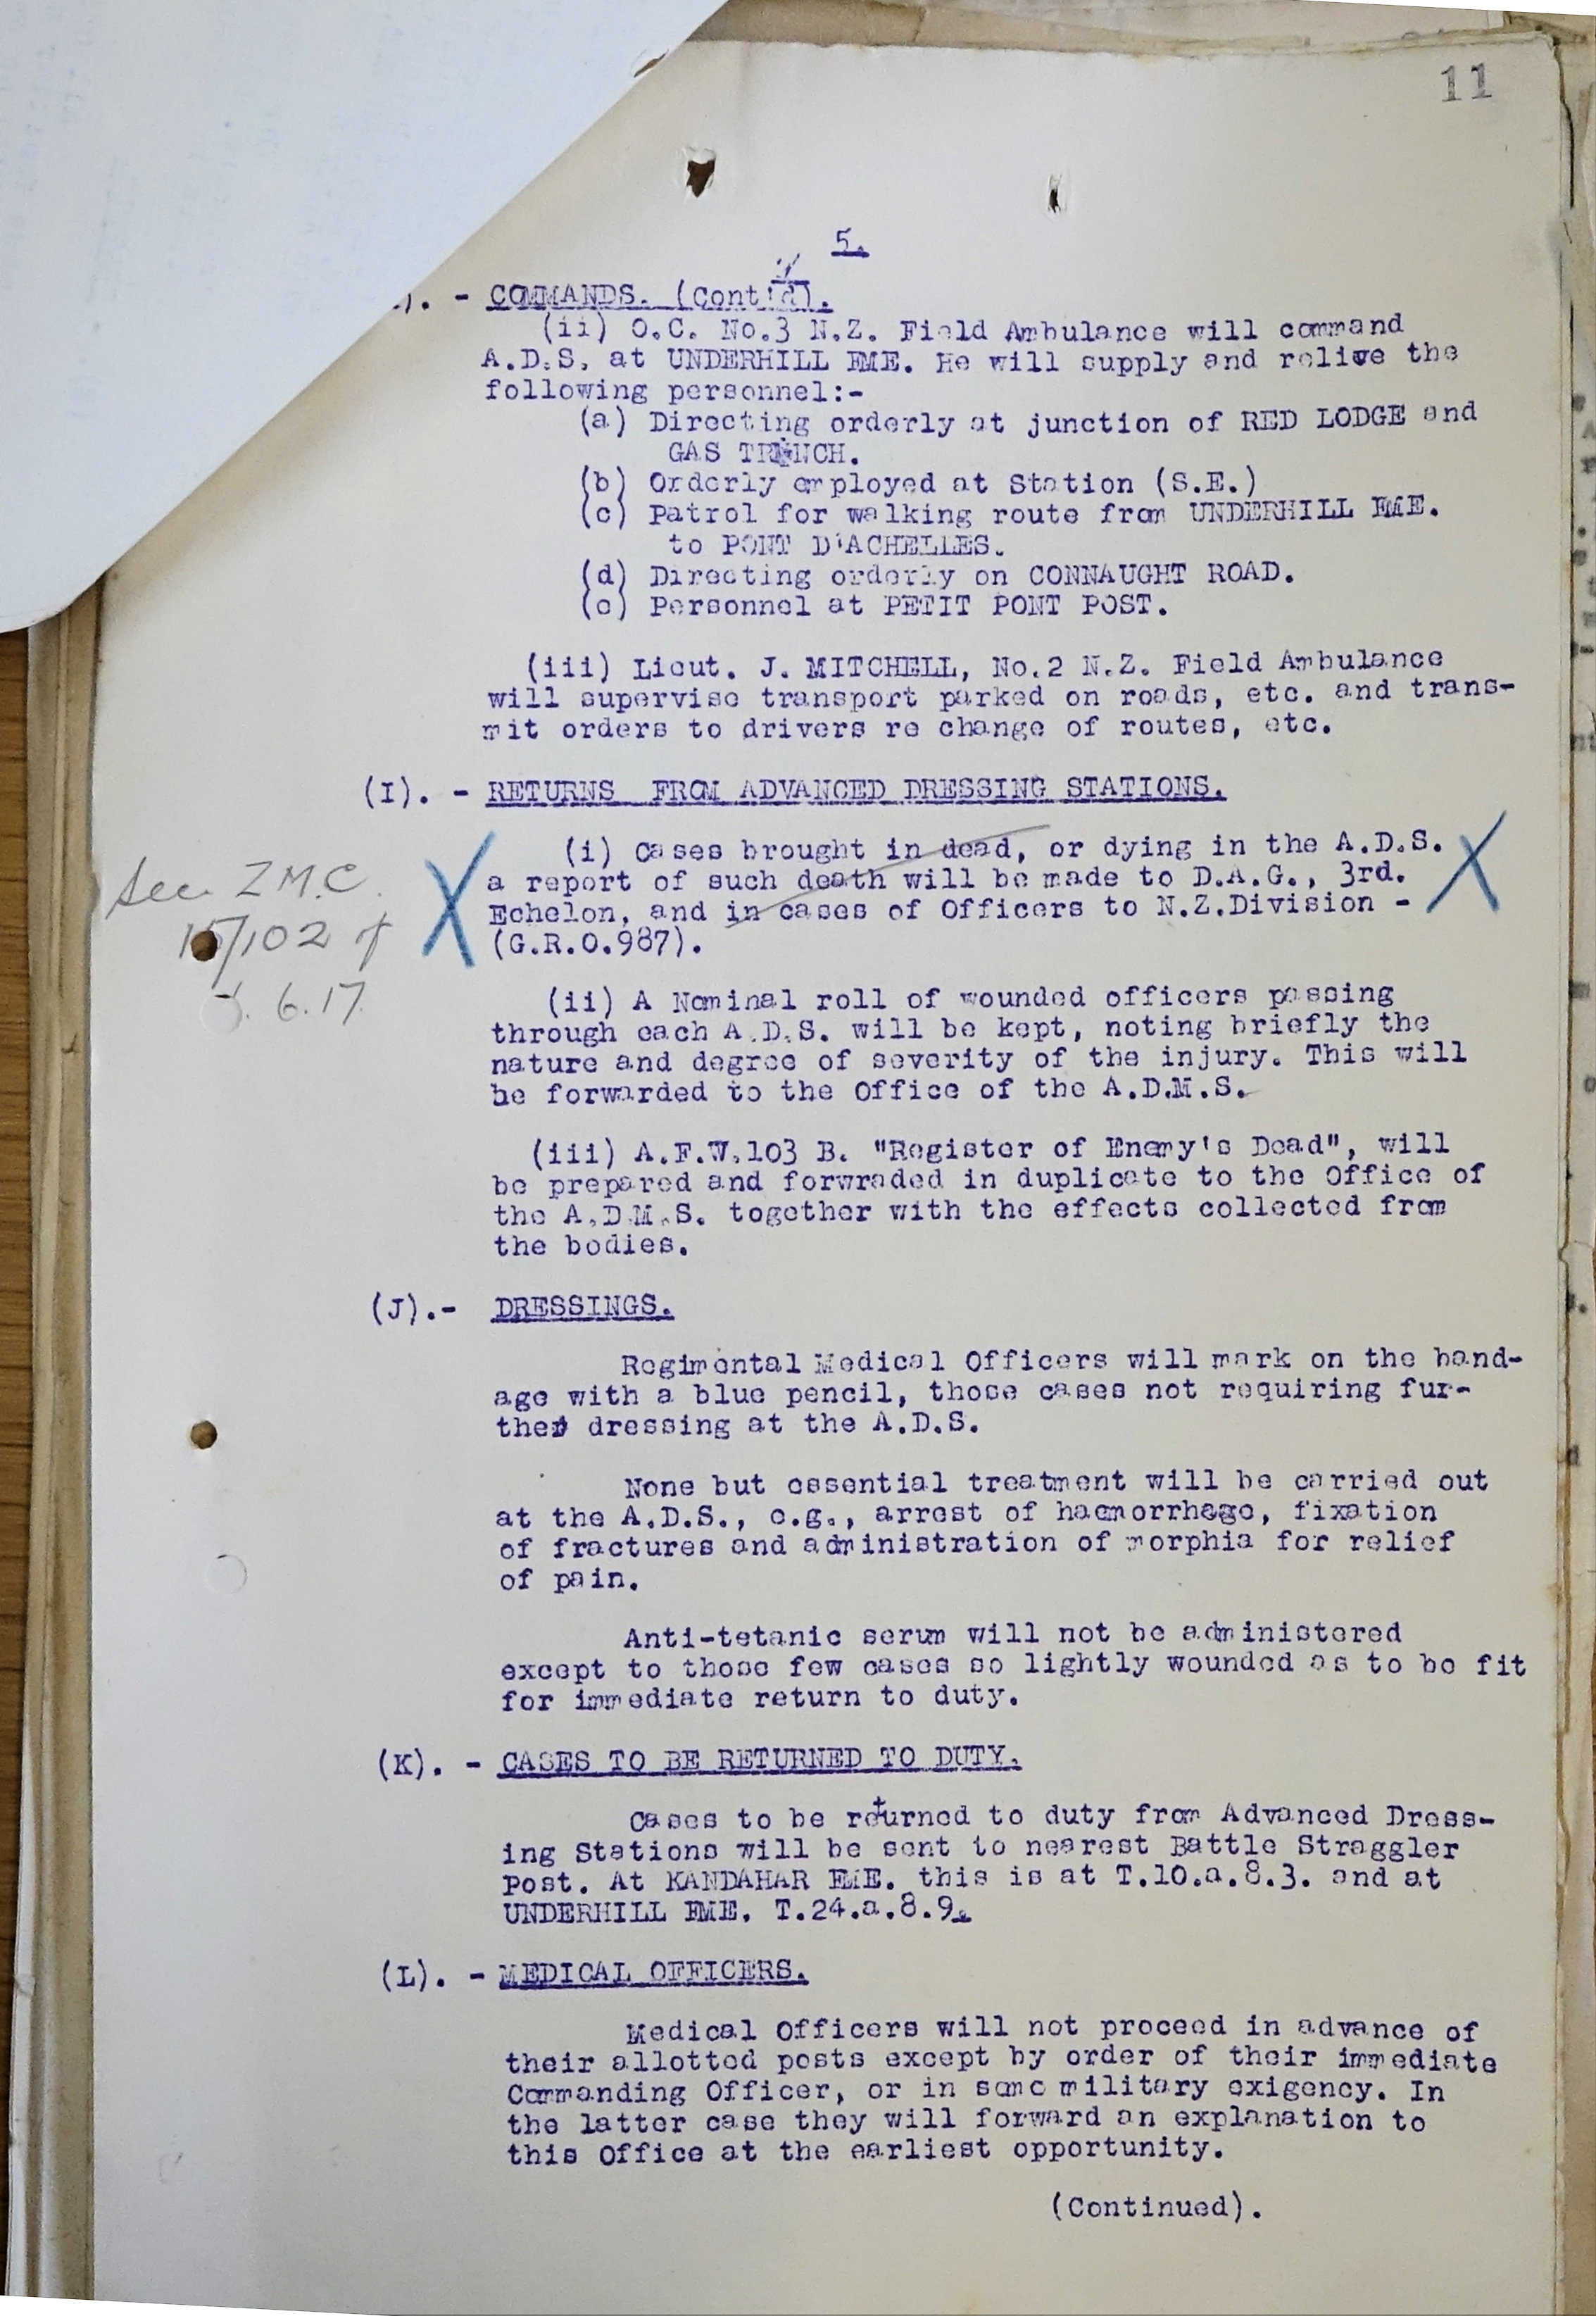 11
5.
). - COMMANDS. (Cont'd).
(ii) O.C. No.3 N.Z. Field Ambulance will command
A.D.S. at UNDERHILL FME. He will supply and relive the
following personnel:-
(a) Directing orderly at junction of RED LODGE and
GAS TRENCH.
(b) Orderly employed at Station (S.E.)
(c) Patrol for walking route from UNDERHILL FME.
to PONT D'ACHELLES.
(d) Directing orderly on CONNAUGHT ROAD.
(e) Personnel at PETIT PONT POST.
(iii) Lieut. J. MITCHELL, No.2 N.Z. Field Ambulance
will supervise transport parked on roads, etc. and trans-
mit orders to drivers re change of routes, etc.
(I). - RETURNS FROM ADVANCED DRESSING STATIONS.
(i) Cases brought in dead, or dying in the A.D.S.
a report of such death will be made to D.A.G., 3rd.
Echelon, and in cases of Officers to N.Z.Division -
(G.R.O.987).
See Z M.C.
15/102 of
6.17
(ii) A Nominal roll of wounded officers passing
through each A.D.S. will be kept, noting briefly the
nature and degree of severity of the injury. This will
be forwarded to the Office of the A.D.M.S.
(iii) A.F.W.103 B. "Register of Enemy's Dead", will
be prepared and forwraded in duplicate to the Office of
the A.D.M.S. together with the effects collected from
the bodies.
(J).- DRESSINGS.
Regimental Medical Officers will mark on the band-
age with a blue pencil, those cases not requiring fur-
ther dressing at the A.D.S.
None but essential treatment will be carried out
at the A.D.S., e.g., arrest of haemorrhage, fixation
of fractures and administration of morphia for relief
of pain.
Anti-tetanic serum will not be administered
except to those few cases so lightly wounded as to be fit
for immediate return to duty.
(K). - CASES TO BE RETURNED TO DUTY.
Cases to be returned to duty from Advanced Dress-
ing Stations will be sent to nearest Battle Straggler
Post. At KANDAHAR FME. this is at T.10.a.8.3. and at
UNDERHILL FME. T.24.a.8.9.
(L). - MEDICAL OFFICERS.
Medical Officers will not proceed in advance of
their allotted posts except by order of their immediate
Commanding Officer, or in some military exigency. In
the latter case they will forward an explanation to
this Office at the earliest opportunity.
(Continued).